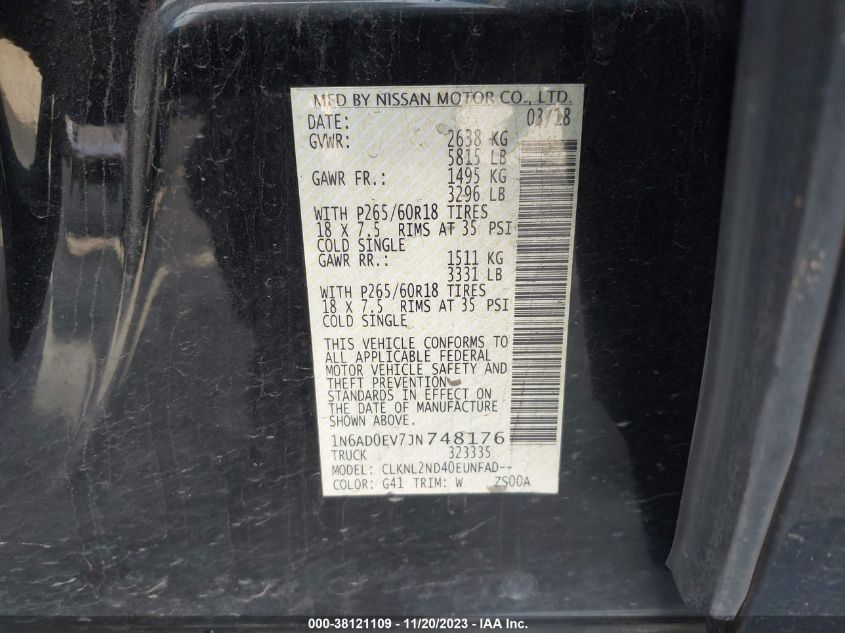 MFD BY NISSAN MOTOR CO., LTD.
DATE: 03/18
GVWR: 2638 KG
5815 LB
GAWR FR.: 1495 KG
3296 LB
WITH P265/60R18 TIRES
18 X 7.5 RIMS AT 35 PSI
COLD SINGLE
GAWR RR.: 1511 KG
3331 LB
WITH P265/60R18 TIRES
18 X 7.5 RIMS AT 35 PSI
COLD SINGLE
THIS VEHICLE CONFORMS TO
ALL APPLICABLE FEDERAL
MOTOR VEHICLE SAFETY AND
THEFT PREVENTION
STANDARDS IN EFFECT ON
THE DATE OF MANUFACTURE
SHOWN ABOVE.
1N6AD0EV7JN748176
TRUCK 323335
MODEL: CLKNL2ND40EUNFAD--
COLOR: G41 TRIM: W ZS00A
000-38121109 - 11/20/2023 - IAA Inc.